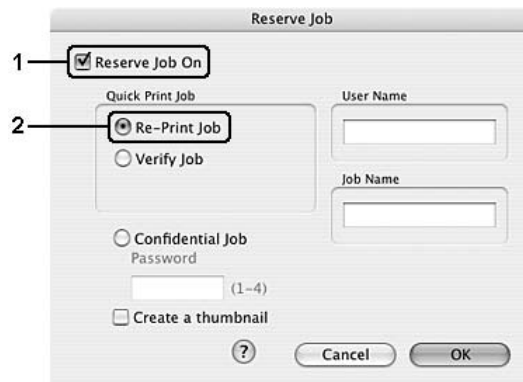 Reserve Job
1
Reserve Job On
Quick Print Job
2
Re-Print Job
Verify Job
User Name
Job Name
Confidential Job
Password
(1-4)
Create a thumbnail
?
Cancel
OK